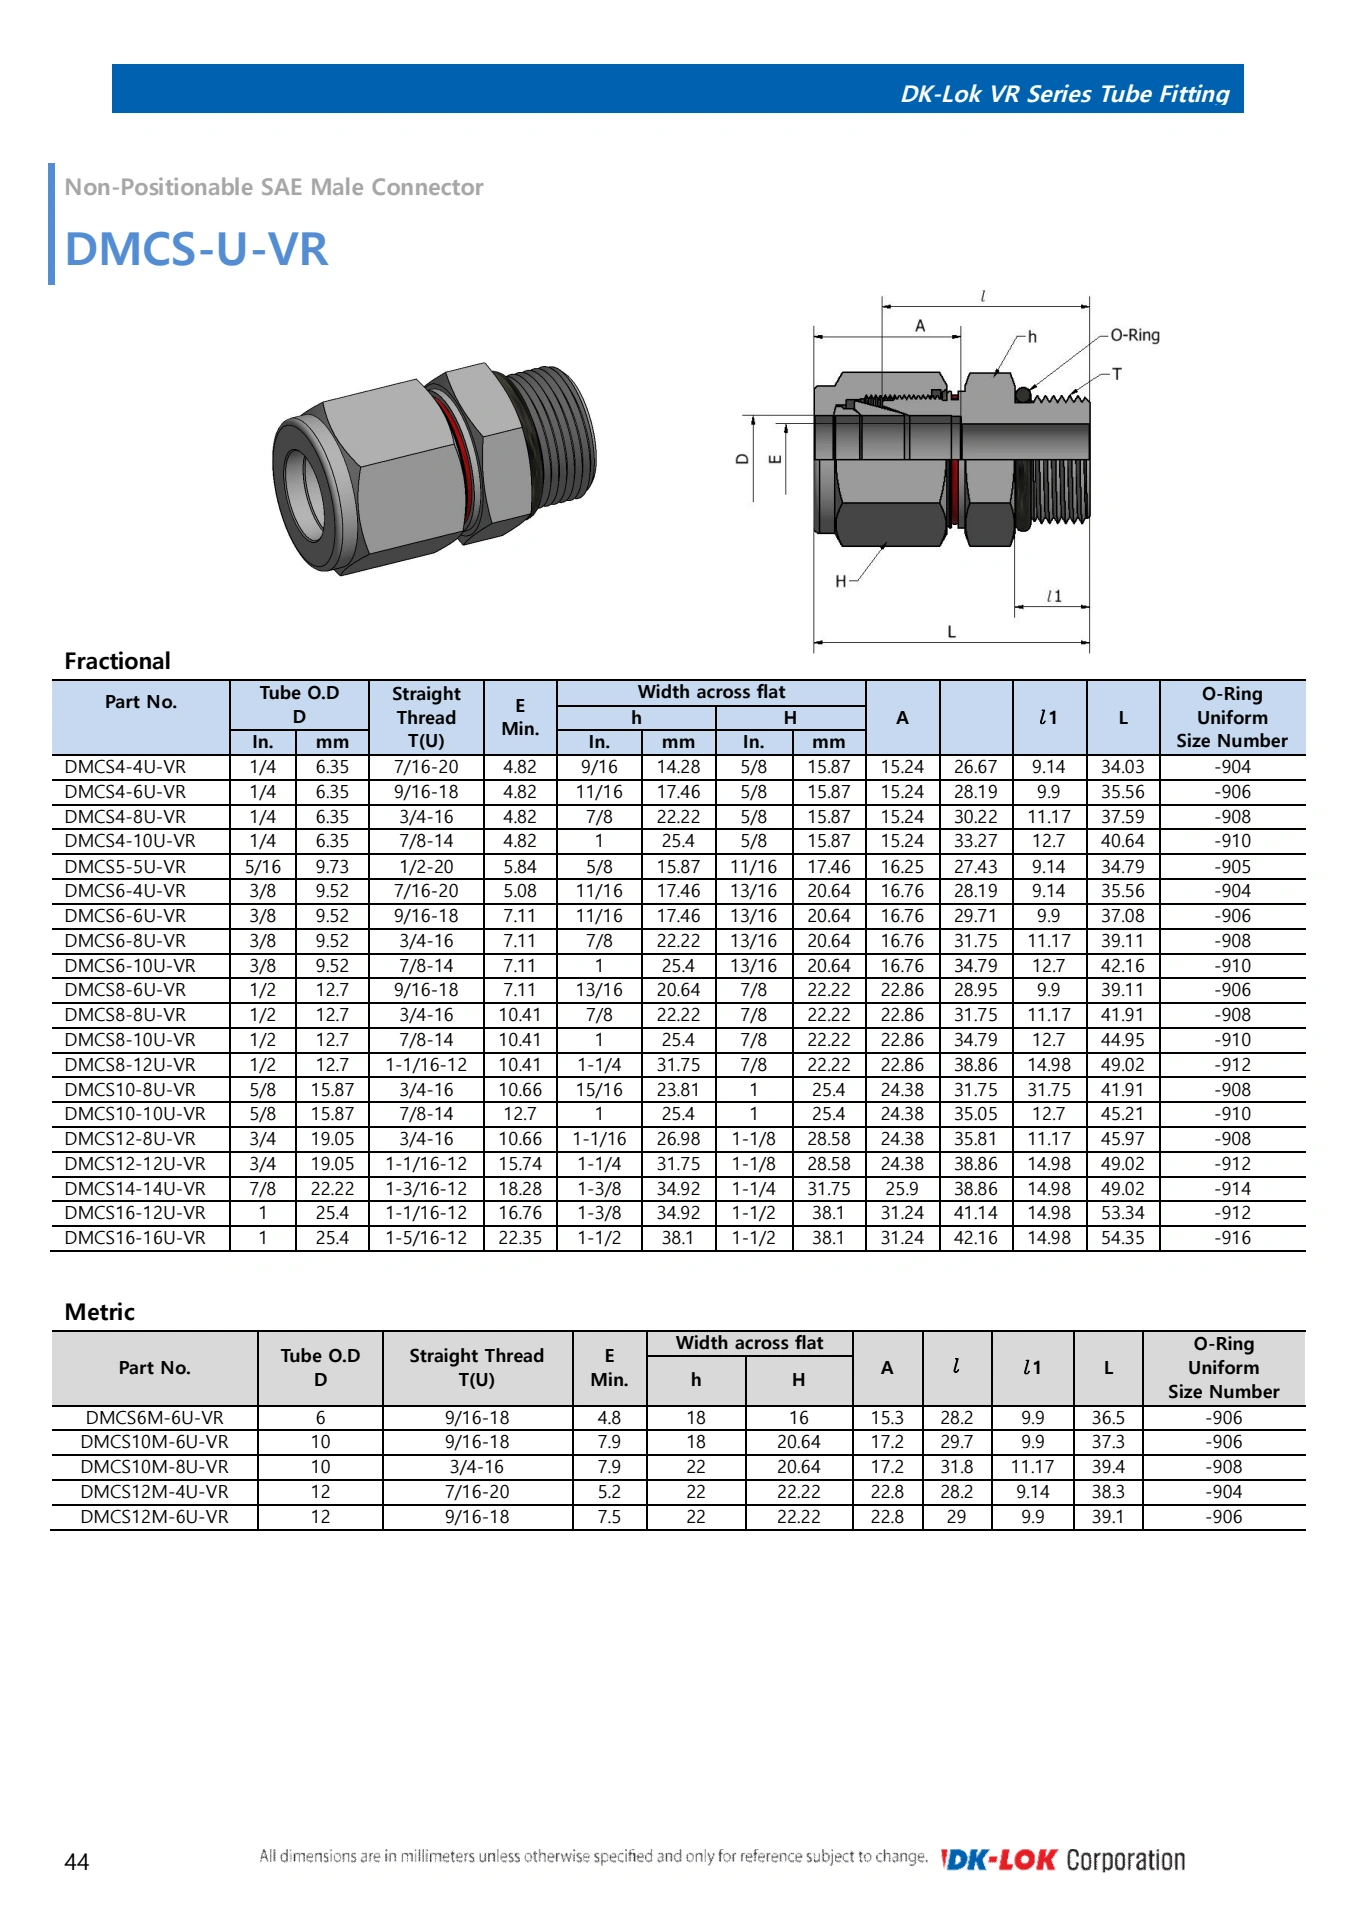 DK-Lok VR Series Tube Fitting
Non-Positionable SAE Male Connector
DMCS-U-VR
l
A
h
O-Ring
T
D
E
H
l1
L
Fractional
Part No. Tube O.D D Straight Thread T(U) E Min. Width across flat A l1 L O-Ring Uniform Size Number
h H
In. mm In. mm In. mm
DMCS4-4U-VR 1/4 6.35 7/16-20 4.82 9/16 14.28 5/8 15.87 15.24 26.67 9.14 34.03 -904
DMCS4-6U-VR 1/4 6.35 9/16-18 4.82 11/16 17.46 5/8 15.87 15.24 28.19 9.9 35.56 -906
DMCS4-8U-VR 1/4 6.35 3/4-16 4.82 7/8 22.22 5/8 15.87 15.24 30.22 11.17 37.59 -908
DMCS4-10U-VR 1/4 6.35 7/8-14 4.82 1 25.4 5/8 15.87 15.24 33.27 12.7 40.64 -910
DMCS5-5U-VR 5/16 9.73 1/2-20 5.84 5/8 15.87 11/16 17.46 16.25 27.43 9.14 34.79 -905
DMCS6-4U-VR 3/8 9.52 7/16-20 5.08 11/16 17.46 13/16 20.64 16.76 28.19 9.14 35.56 -904
DMCS6-6U-VR 3/8 9.52 9/16-18 7.11 11/16 17.46 13/16 20.64 16.76 29.71 9.9 37.08 -906
DMCS6-8U-VR 3/8 9.52 3/4-16 7.11 7/8 22.22 13/16 20.64 16.76 31.75 11.17 39.11 -908
DMCS6-10U-VR 3/8 9.52 7/8-14 7.11 1 25.4 13/16 20.64 16.76 34.79 12.7 42.16 -910
DMCS8-6U-VR 1/2 12.7 9/16-18 7.11 13/16 20.64 7/8 22.22 22.86 28.95 9.9 39.11 -906
DMCS8-8U-VR 1/2 12.7 3/4-16 10.41 7/8 22.22 7/8 22.22 22.86 31.75 11.17 41.91 -908
DMCS8-10U-VR 1/2 12.7 7/8-14 10.41 1 25.4 7/8 22.22 22.86 34.79 12.7 44.95 -910
DMCS8-12U-VR 1/2 12.7 1-1/16-12 10.41 1-1/4 31.75 7/8 22.22 22.86 38.86 14.98 49.02 -912
DMCS10-8U-VR 5/8 15.87 3/4-16 10.66 15/16 23.81 1 25.4 24.38 31.75 31.75 41.91 -908
DMCS10-10U-VR 5/8 15.87 7/8-14 12.7 1 25.4 1 25.4 24.38 35.05 12.7 45.21 -910
DMCS12-8U-VR 3/4 19.05 3/4-16 10.66 1-1/16 26.98 1-1/8 28.58 24.38 35.81 11.17 45.97 -908
DMCS12-12U-VR 3/4 19.05 1-1/16-12 15.74 1-1/4 31.75 1-1/8 28.58 24.38 38.86 14.98 49.02 -912
DMCS14-14U-VR 7/8 22.22 1-3/16-12 18.28 1-3/8 34.92 1-1/4 31.75 25.9 38.86 14.98 49.02 -914
DMCS16-12U-VR 1 25.4 1-1/16-12 16.76 1-3/8 34.92 1-1/2 38.1 31.24 41.14 14.98 53.34 -912
DMCS16-16U-VR 1 25.4 1-5/16-12 22.35 1-1/2 38.1 1-1/2 38.1 31.24 42.16 14.98 54.35 -916
Metric
Part No. Tube O.D D Straight Thread T(U) E Min. Width across flat A l l1 L O-Ring Uniform Size Number
h H
DMCS6M-6U-VR 6 9/16-18 4.8 18 16 15.3 28.2 9.9 36.5 -906
DMCS10M-6U-VR 10 9/16-18 7.9 18 20.64 17.2 29.7 9.9 37.3 -906
DMCS10M-8U-VR 10 3/4-16 7.9 22 20.64 17.2 31.8 11.17 39.4 -908
DMCS12M-4U-VR 12 7/16-20 5.2 22 22.22 22.8 28.2 9.14 38.3 -904
DMCS12M-6U-VR 12 9/16-18 7.5 22 22.22 22.8 29 9.9 39.1 -906
44 All dimensions are in millimeters unless otherwise specified and only for reference subject to change. DK-LOK Corporation